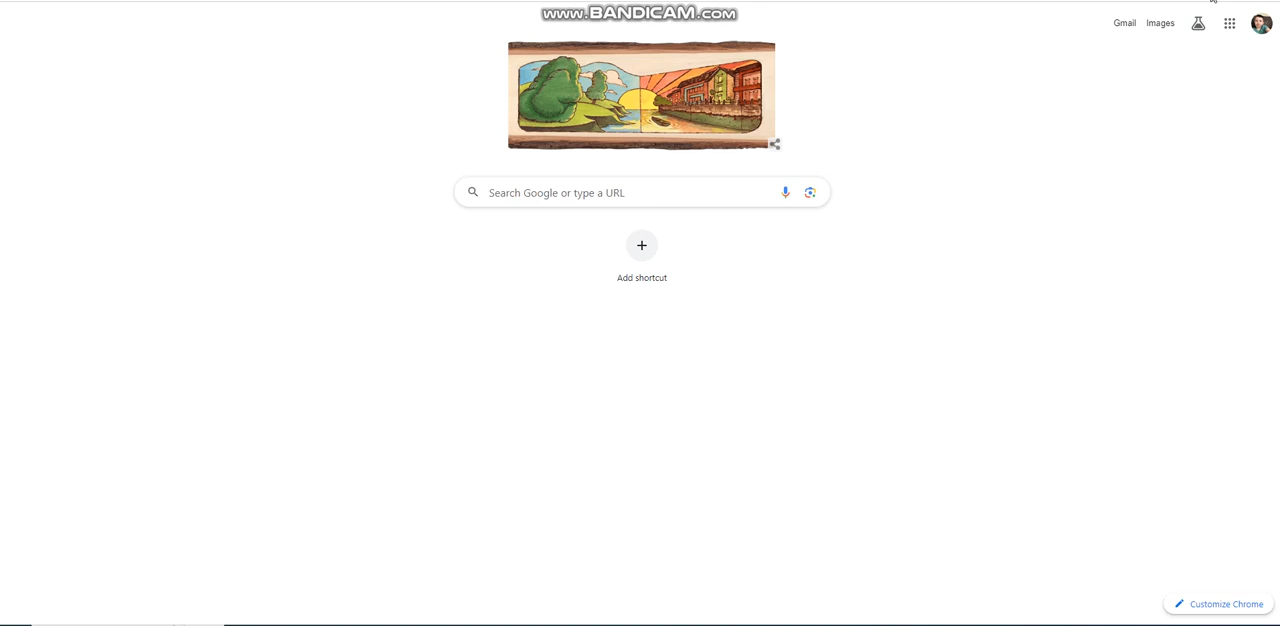 www.BANDICAM.com
Gmail Images
Search Google or type a URL
Add shortcut
Customize Chrome